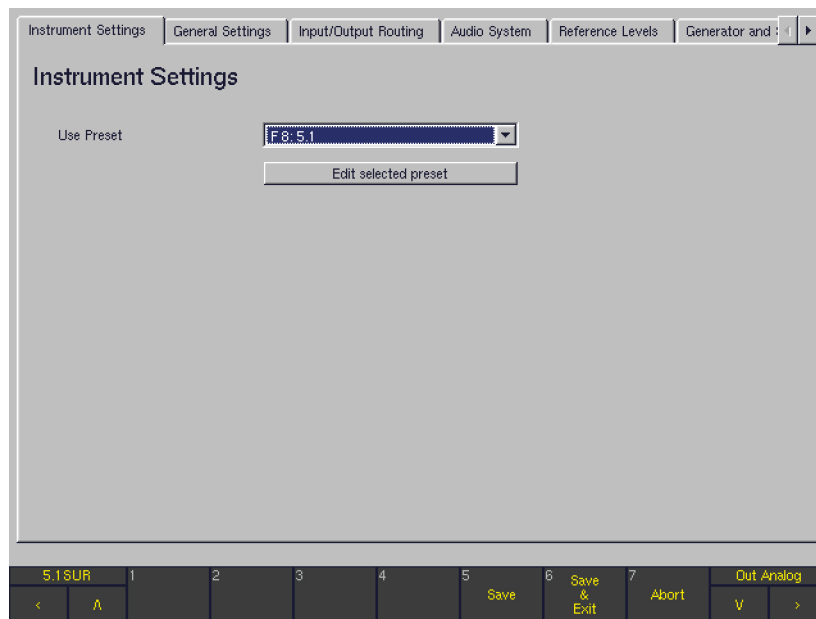 Instrument Settings General Settings Input/Output Routing Audio System Reference Levels Generator and
Instrument Settings
Use Preset F 8: 5.1
Edit selected preset
5.1SUR 1 2 3 4 5 6 7 Out Analog
Save
Save
&
Exit
Abort
< Λ V >